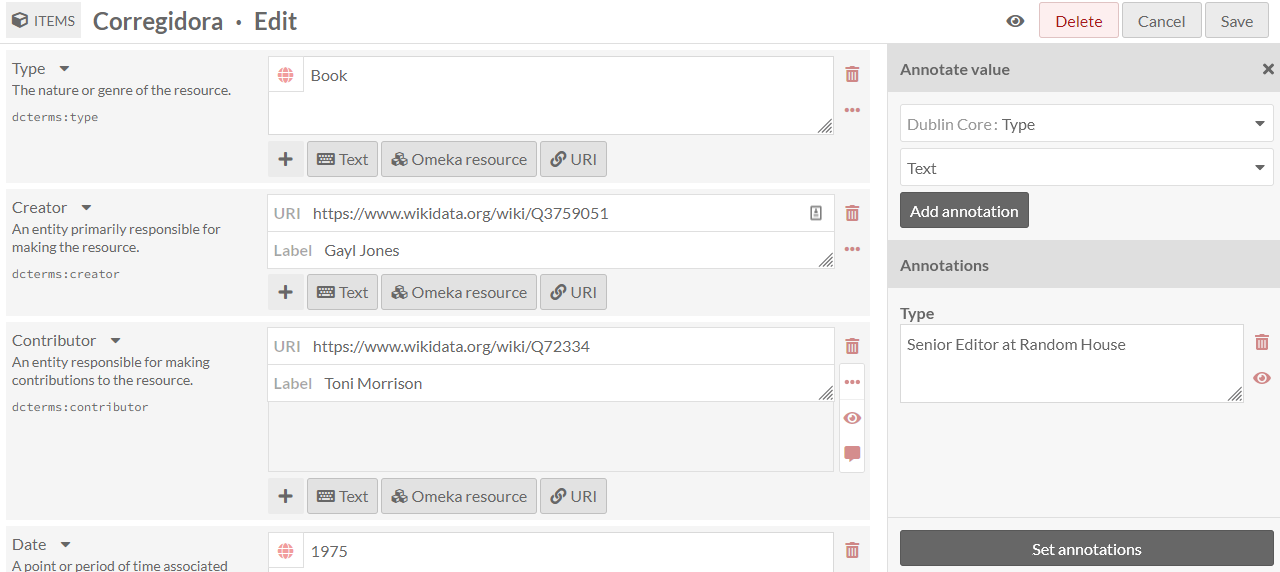 ITEMS Corregidora · Edit Delete Cancel Save
Type
The nature or genre of the resource.
dcterms:type
Book
Text Omeka resource URI
Creator
An entity primarily responsible for
making the resource.
dcterms:creator
URI https://www.wikidata.org/wiki/Q3759051
Label Gayl Jones
Text Omeka resource URI
Contributor
An entity responsible for making
contributions to the resource.
dcterms:contributor
URI https://www.wikidata.org/wiki/Q72334
Label Toni Morrison
Text Omeka resource URI
Date
A point or period of time associated
1975
Annotate value
Dublin Core: Type
Text
Add annotation
Annotations
Type
Senior Editor at Random House
Set annotations